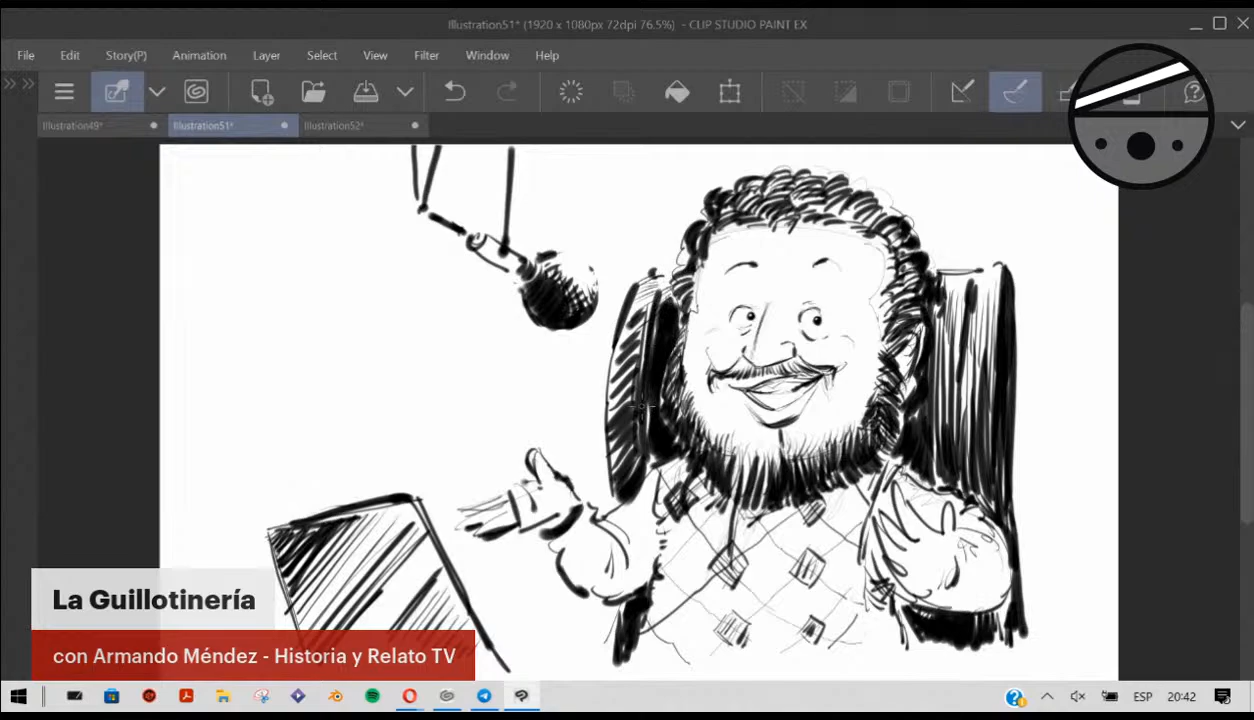 Illustration51* (1920 x 1080px 72dpi 76.5%) - CLIP STUDIO PAINT EX
File Edit Story(P) Animation Layer Select View Filter Window Help
Illustration49* Illustration51* Illustration52*
La Guillotinería
con Armando Méndez - Historia y Relato TV
ESP 20:42